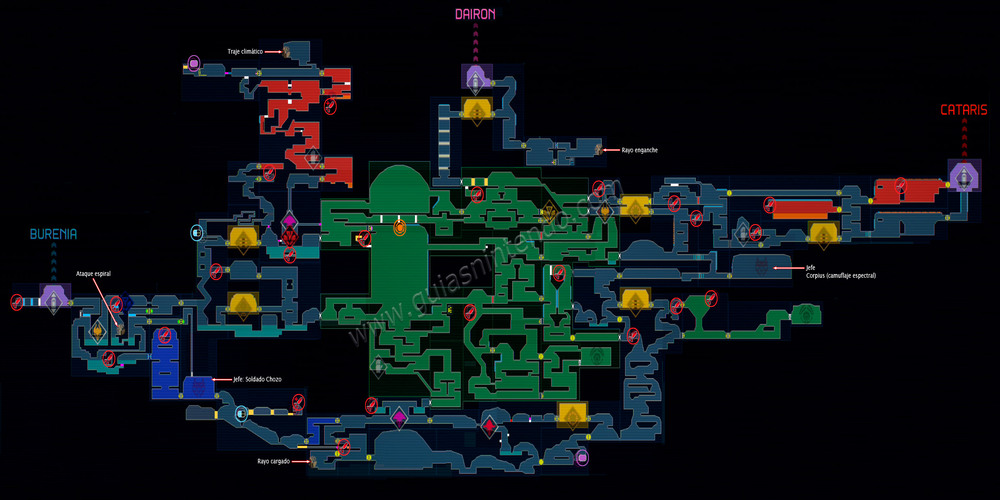 DAIRON
Traje climático
CATARIS
Rayo enganche
BURENIA
Ataque espiral
Jefe
Corpus (camuflaje espectral)
www.guiasnintendo.com
Jefe: Soldado Chozo
Rayo cargado